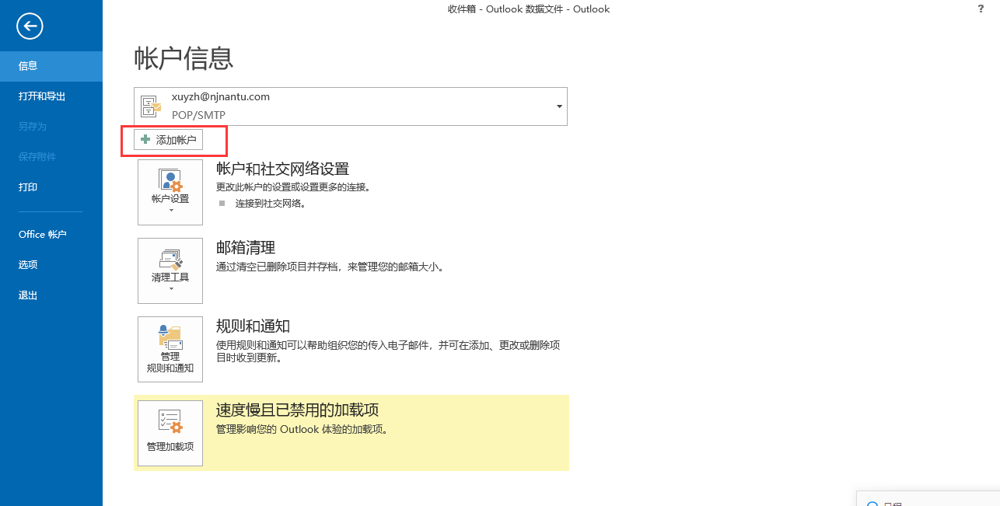 收件箱 - Outlook 数据文件 - Outlook
?
信息
打开和导出
另存为
保存附件
打印
Office 帐户
选项
退出
帐户信息
xuyzh@njnantu.com
POP/SMTP
添加帐户
帐户设置
帐户和社交网络设置
更改此帐户的设置或设置更多的连接。
连接到社交网络。
清理工具
邮箱清理
通过清空已删除项目并存档，来管理您的邮箱大小。
管理
规则和通知
规则和通知
使用规则和通知可以帮助组织您的传入电子邮件，并可在添加、更改或删除项
目时收到更新。
管理加载项
速度慢且已禁用的加载项
管理影响您的 Outlook 体验的加载项。